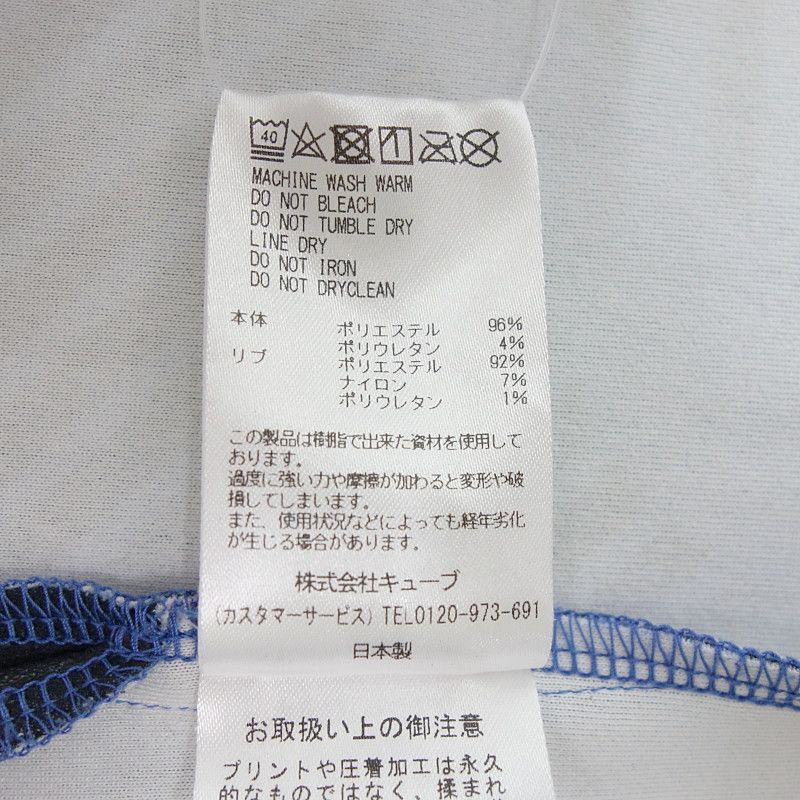 40
MACHINE WASH WARM
DO NOT BLEACH
DO NOT TUMBLE DRY
LINE DRY
DO NOT IRON
DO NOT DRYCLEAN
本体 ポリエステル 96%
ポリウレタン 4%
リブ ポリエステル 92%
ナイロン 7%
ポリウレタン 1%
この製品は樹脂で出来た資材を使用して
おります。
過度に強い力や摩擦が加わると変形や破
損してしまいます。
また、使用状況などによっても経年劣化
が生じる場合があります。
株式会社キューブ
(カスタマーサービス) TEL0120-973-691
日本製
お取扱い上の御注意
プリントや圧着加工は永久
的なものではなく、揉まれ